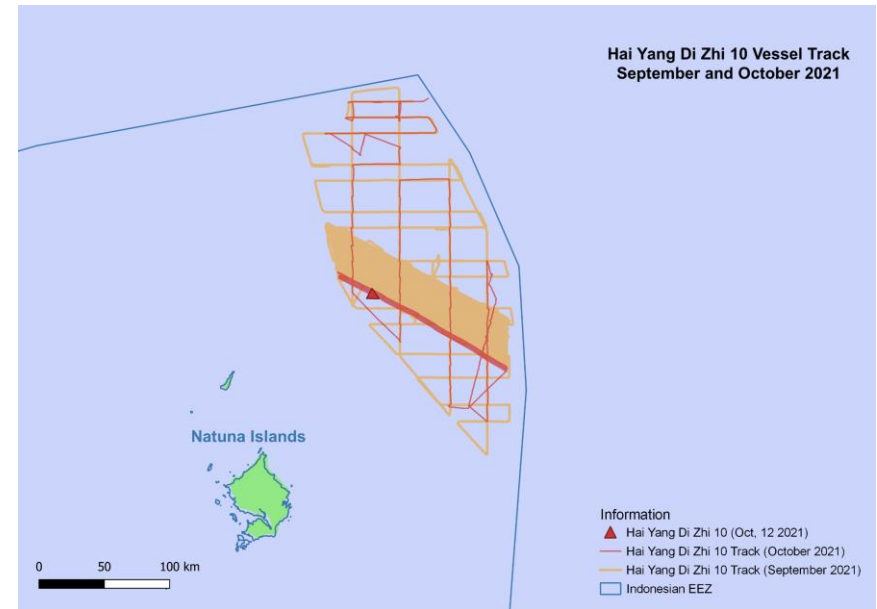 Hai Yang Di Zhi 10 Vessel Track
September and October 2021
Natuna Islands
Information
Hai Yang Di Zhi 10 (Oct, 12 2021)
Hai Yang Di Zhi 10 Track (October 2021)
Hai Yang Di Zhi 10 Track (September 2021)
Indonesian EEZ
0 50 100 km